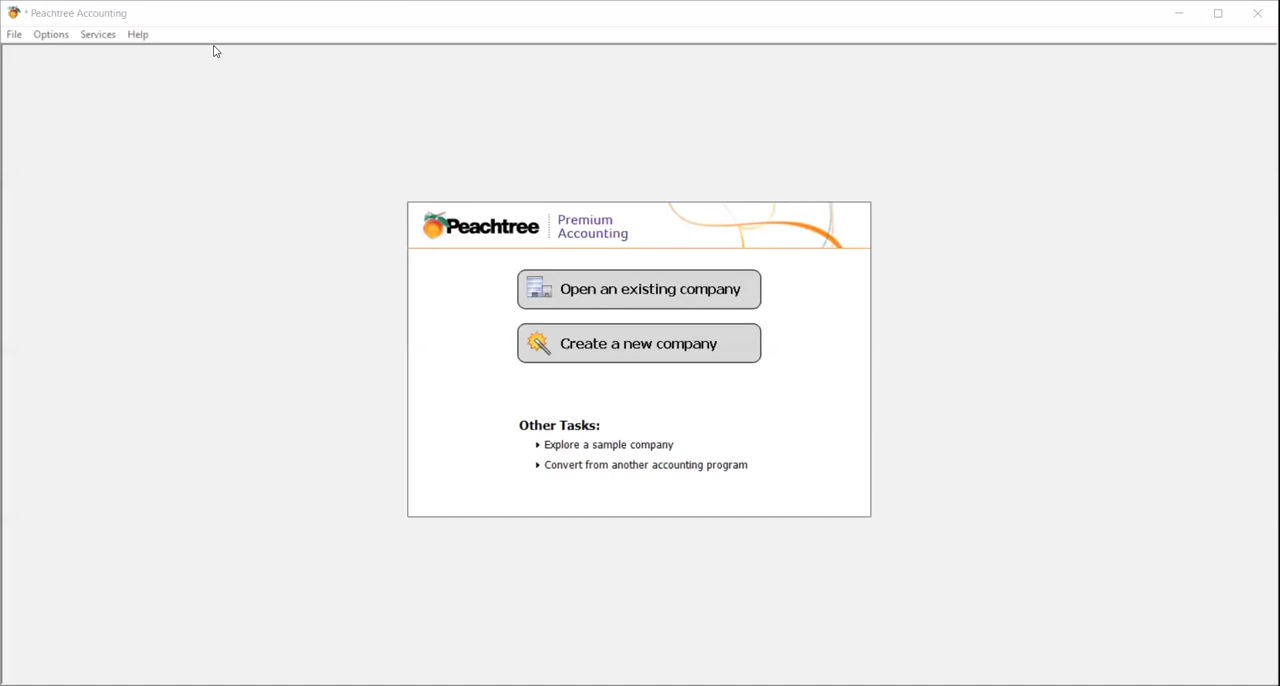 * Peachtree Accounting
File Options Services Help
Peachtree Premium
Accounting
Open an existing company
Create a new company
Other Tasks:
Explore a sample company
Convert from another accounting program